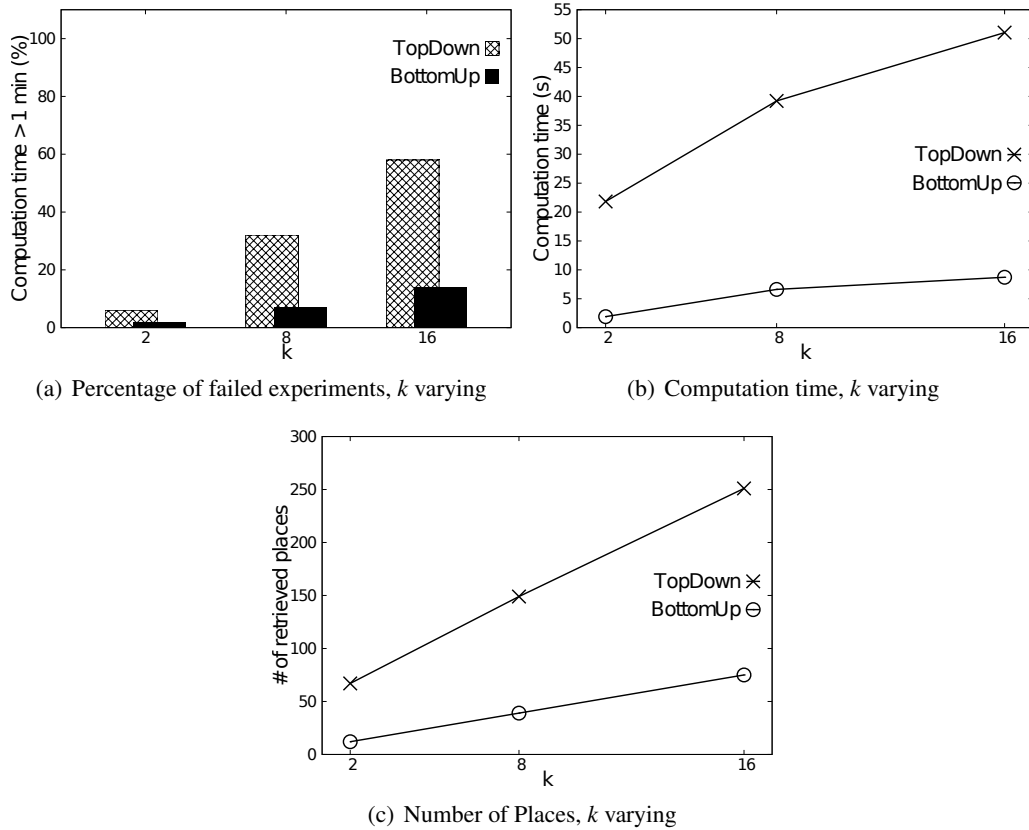 Computation time >1 min (%)
100
80
60
40
20
0
TopDown
BottomUp
2 8 16
k
(a) Percentage of failed experiments, k varying
Computation time (s)
55
50
45
40
35
30
25
20
15
10
5
0
TopDown
BottomUp
2 8 16
k
(b) Computation time, k varying
# of retrieved places
300
250
200
150
100
50
0
TopDown
BottomUp
2 8 16
k
(c) Number of Places, k varying